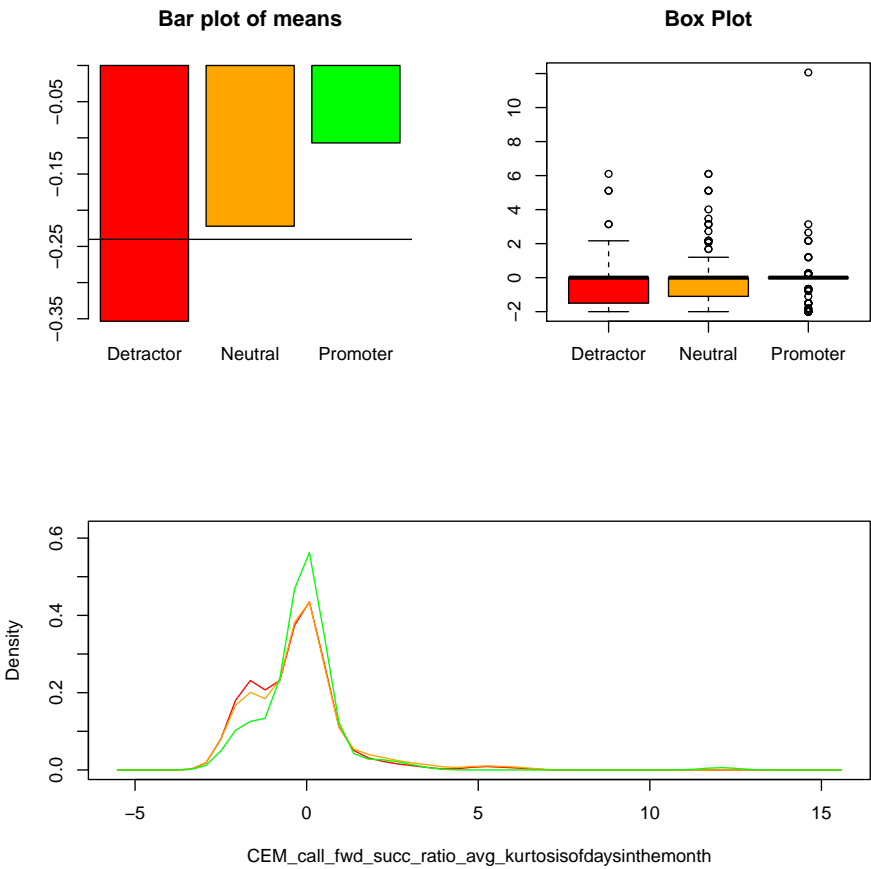 Bar plot of means
−0.05
−0.15
−0.25
−0.35
Detractor Neutral Promoter
Box Plot
10
8
6
4
2
0
−2
Detractor Neutral Promoter
Density
0.6
0.4
0.2
0.0
−5 0 5 10 15
CEM_call_fwd_succ_ratio_avg_kurtosisofdaysinthemonth